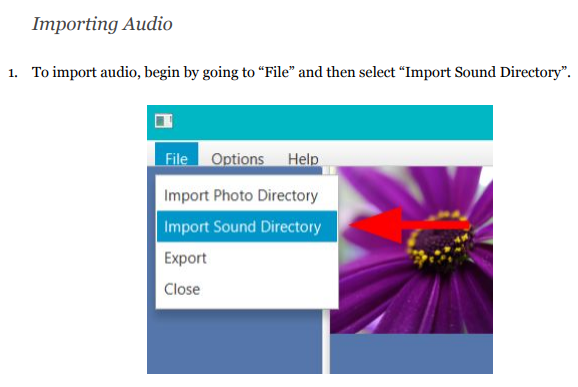 Importing Audio
1. To import audio, begin by going to “File” and then select “Import Sound Directory”.
File Options Help
Import Photo Directory
Import Sound Directory
Export
Close